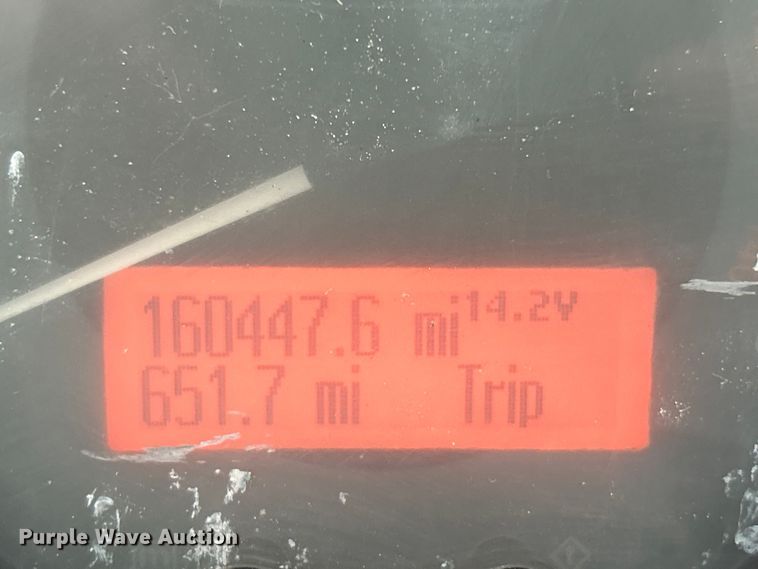 160447.6 mi 14.2V
651.7 mi Trip
Purple Wave Auction